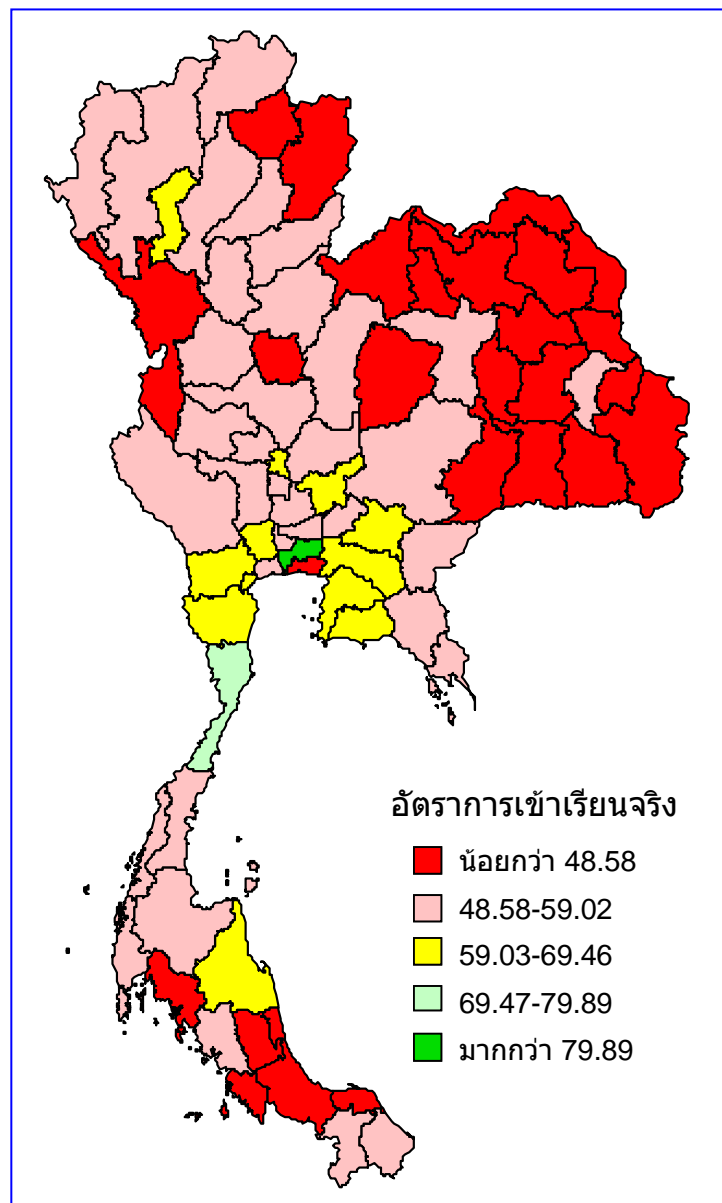 อัตราการเข้าเรียนจริง
น้อยกว่า 48.58
48.58-59.02
59.03-69.46
69.47-79.89
มากกว่า 79.89